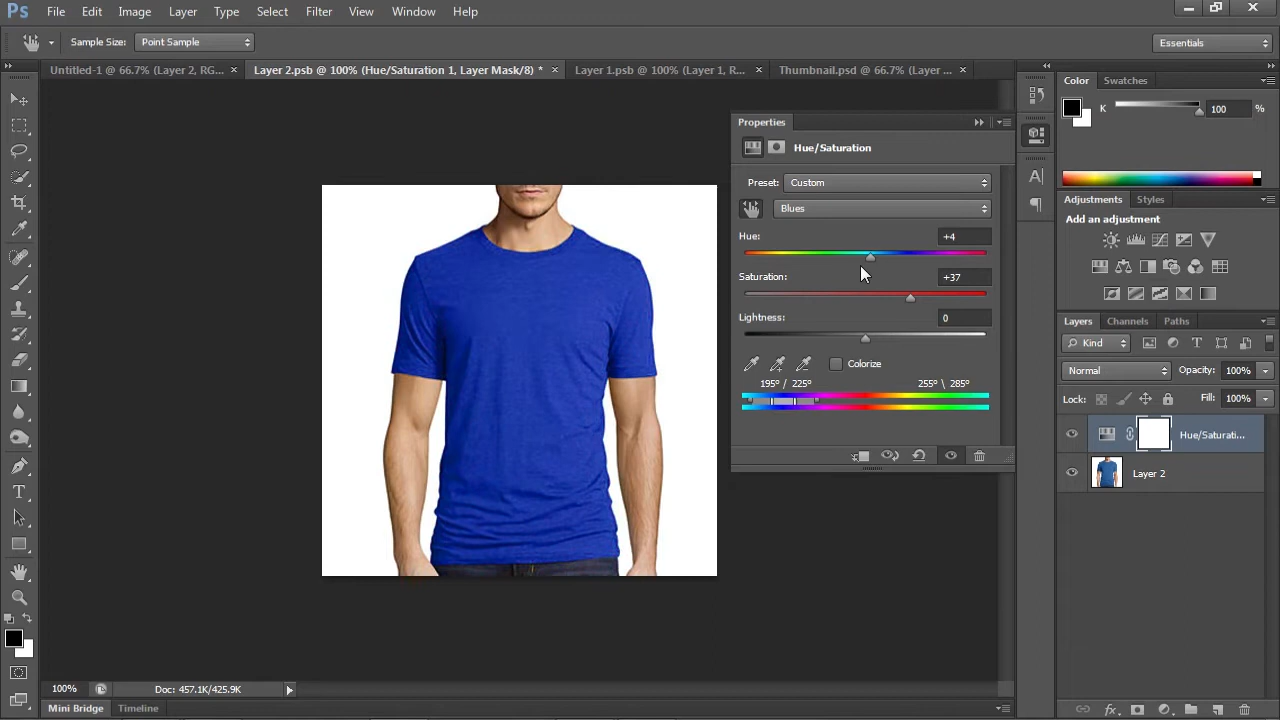 Ps File Edit Image Layer Type Select Filter View Window Help
Sample Size: Point Sample Essentials
Untitled-1 @ 66.7% (Layer 2, RG... × Layer 2.psb @ 100% (Hue/Saturation 1, Layer Mask/8) * × Layer 1.psb @ 100% (Layer 1, R... × Thumbnail.psd @ 66.7% (Layer ... ×
Color Swatches
K 100 %
Properties
Hue/Saturation
Preset: Custom
Blues
Hue: +4
Saturation: +37
Lightness: 0
Colorize
195° / 225° 255° \ 285°
Adjustments Styles
Add an adjustment
Layers Channels Paths
Kind
Normal Opacity: 100%
Lock: Fill: 100%
Hue/Saturati...
Layer 2
100% Doc: 457.1K/425.9K
Mini Bridge Timeline